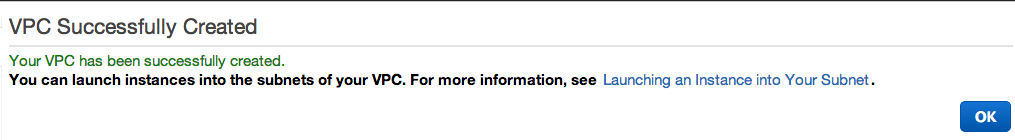 VPC Successfully Created
Your VPC has been successfully created.
You can launch instances into the subnets of your VPC. For more information, see Launching an Instance into Your Subnet.
OK